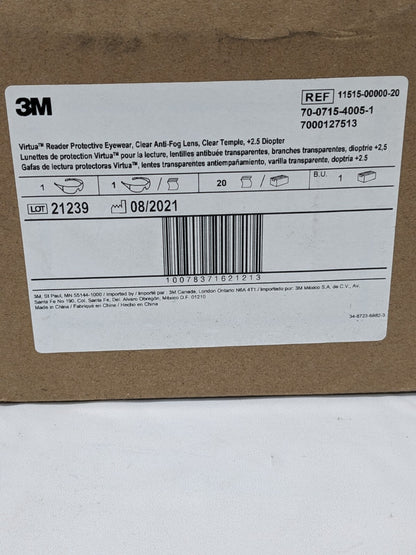 3M
REF 11515-00000-20
70-0715-4005-1
7000127513
Virtua™ Reader Protective Eyewear, Clear Anti-Fog Lens, Clear Temple, +2.5 Diopter
Lunettes de protection Virtua™ pour la lecture, lentilles antibuée transparentes, branches transparentes, dioptrie +2,5
Gafas de lectura protectoras Virtua™, lentes transparentes antiempañamiento, varilla transparente, doptria +2.5
1 1 / 20 / B.U. 1
LOT 21239 08/2021
10078371621213
3M, St Paul, MN 55144-1000 / Imported by / Importé par : 3M Canada, London Ontario N6A 4T1 / Importado por: 3M México S.A. de C.V., Av.
Santa Fe No 190, Col. Santa Fe, Del. Alvaro Obregón, México D.F. 01210
Made in China / Fabriqué en Chine / Hecho en China